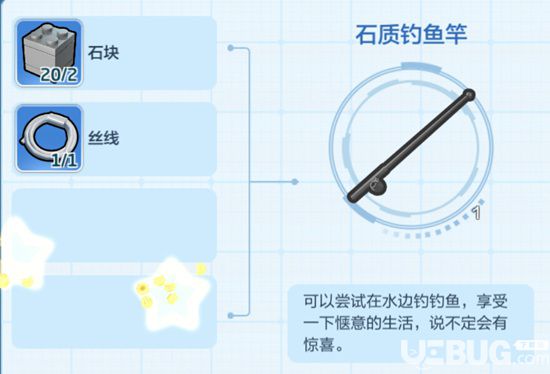 石质钓鱼竿
石块
20/2
丝线
1/1
1
可以尝试在水边钓钓鱼，享受
一下惬意的生活，说不定会有
惊喜。
UEBUG
.com